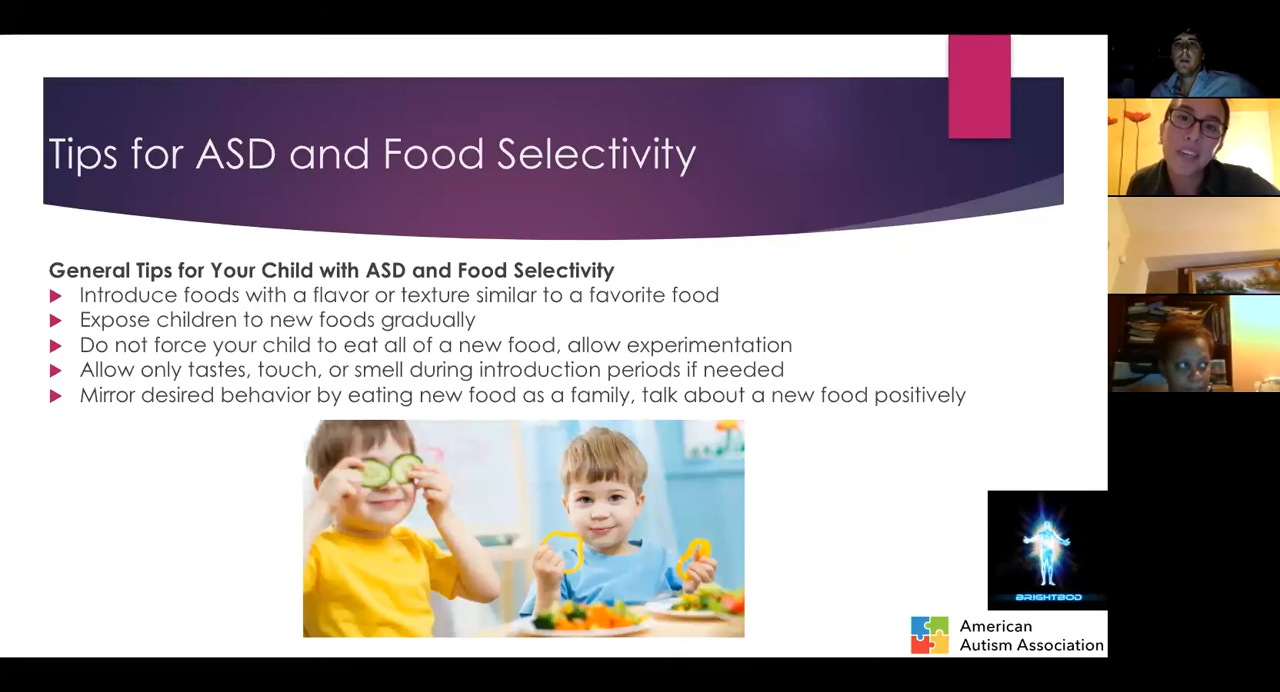 Tips for ASD and Food Selectivity
General Tips for Your Child with ASD and Food Selectivity
Introduce foods with a flavor or texture similar to a favorite food
Expose children to new foods gradually
Do not force your child to eat all of a new food, allow experimentation
Allow only tastes, touch, or smell during introduction periods if needed
Mirror desired behavior by eating new food as a family, talk about a new food positively
BRIGHTBOD
American
Autism Association